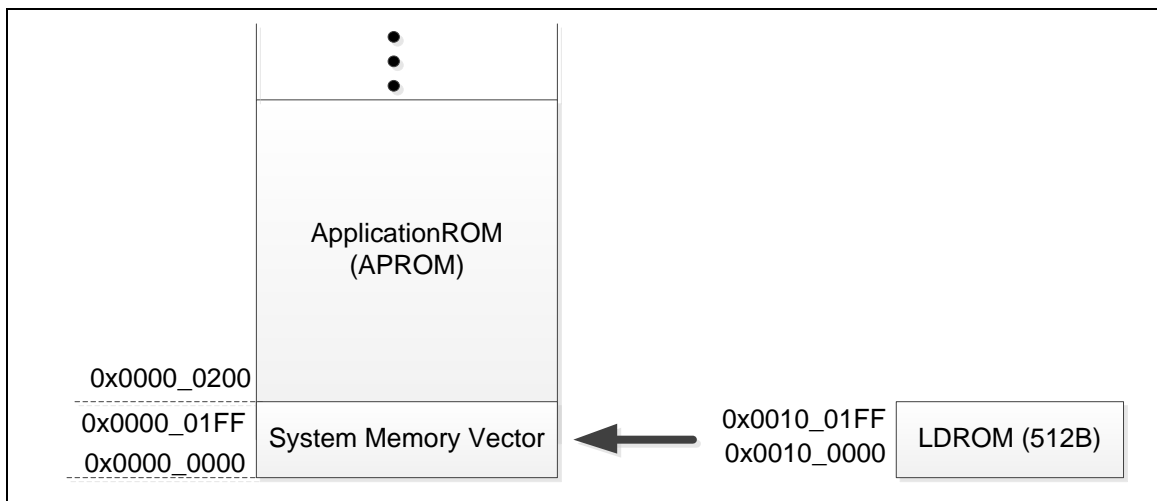 ApplicationROM
(APROM)
0x0000_0200
0x0000_01FF
System Memory Vector
0x0000_0000
0x0010_01FF
0x0010_0000
LDROM (512B)